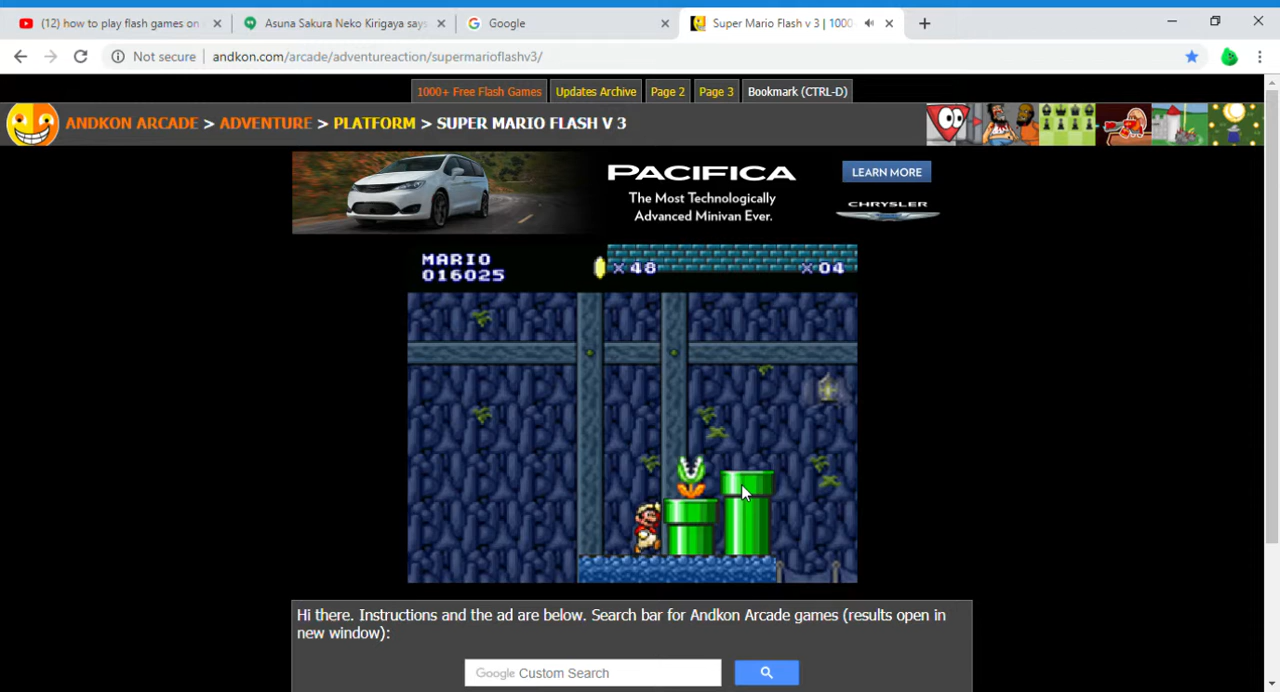 (12) how to play flash games on
Asuna Sakura Neko Kirigaya says
Google
Super Mario Flash v 3 | 1000
Not secure
andkon.com/arcade/adventureaction/supermarioflashv3/
1000+ Free Flash Games
Updates Archive
Page 2
Page 3
Bookmark (CTRL-D)
ANDKON ARCADE > ADVENTURE > PLATFORM > SUPER MARIO FLASH V 3
PACIFICA
The Most Technologically
Advanced Minivan Ever.
LEARN MORE
CHRYSLER
MARIO
016025
×48
×04
Hi there. Instructions and the ad are below. Search bar for Andkon Arcade games (results open in
new window):
Google Custom Search